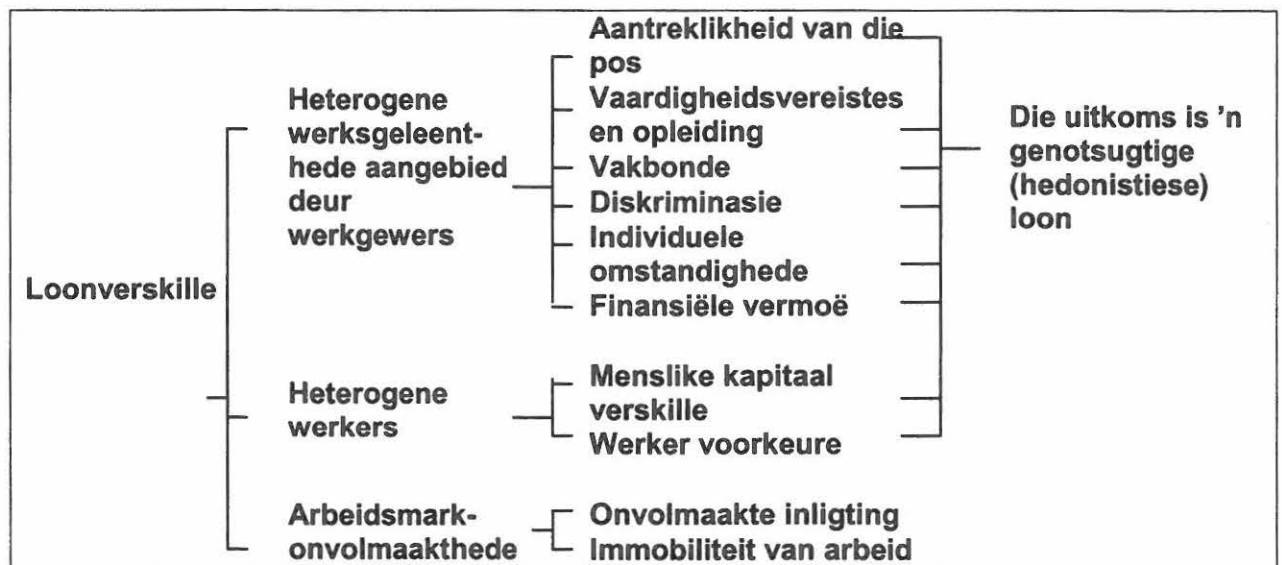 Loonverskille
Heterogene
werksgeleent-
hede aangebied
deur
werkgewers
Aantreklikheid van die
pos
Vaardigheidsvereistes
en opleiding
Vakbonde
Diskriminasie
Individuele
omstandighede
Finansiële vermoë
Die uitkoms is 'n
genotsugtige
(hedonistiese)
loon
Heterogene
werkers
Menslike kapitaal
verskille
Werker voorkeure
Arbeidsmark-
onvolmaakthede
Onvolmaakte inligting
Immobiliteit van arbeid